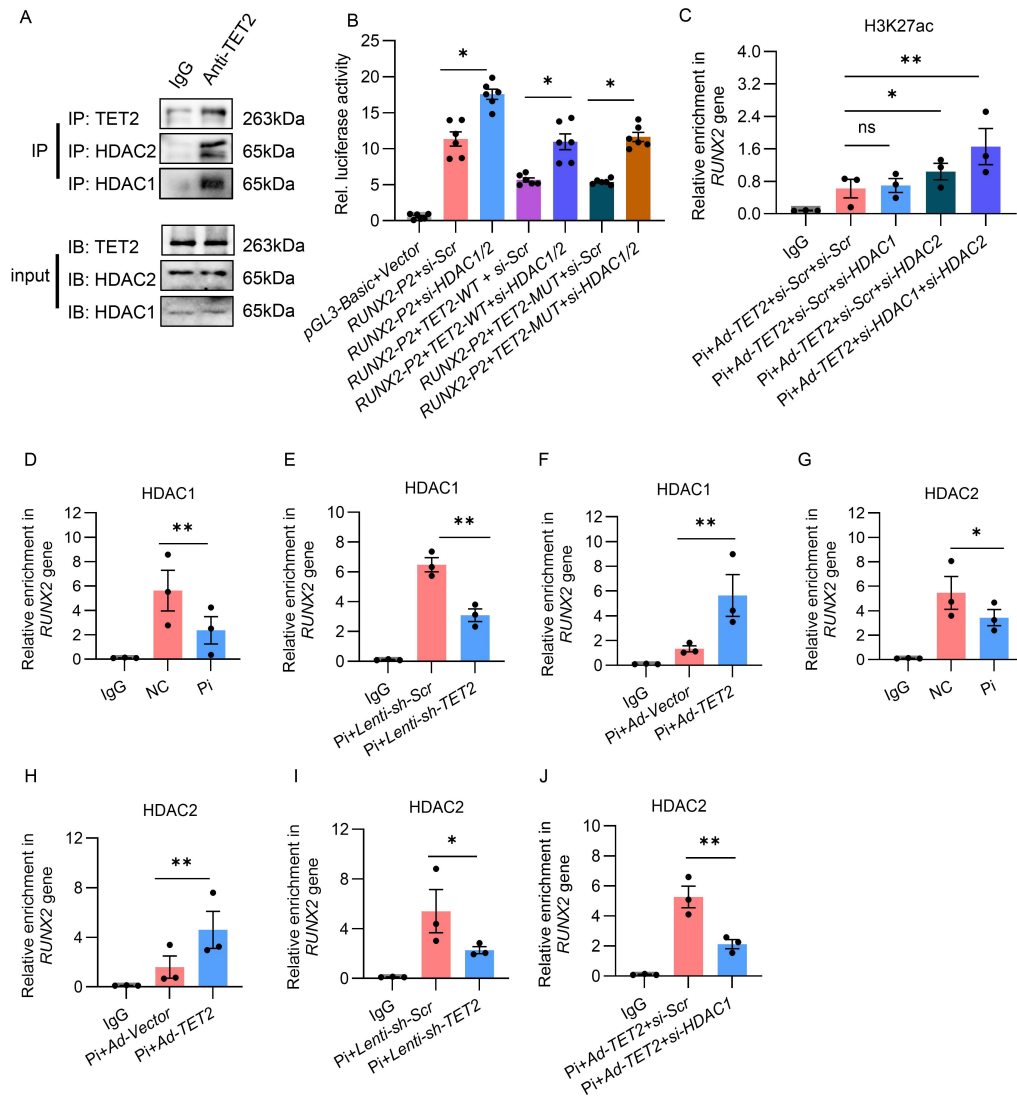 A
IgG
Anti-TET2
IP
IP: TET2
263kDa
IP: HDAC2
65kDa
IP: HDAC1
65kDa
input
IB: TET2
263kDa
IB: HDAC2
65kDa
IB: HDAC1
65kDa
B
Rel. luciferase activity
25
20
15
10
5
0
*
*
*
pGL3-Basic+Vector
RUNX2-P2+si-Scr
RUNX2-P2+si-HDAC1/2
RUNX2-P2+TET2-WT + si-Scr
RUNX2-P2+TET2-WT+si-HDAC1/2
RUNX2-P2+TET2-MUT+si-Scr
RUNX2-P2+TET2-MUT+si-HDAC1/2
C
H3K27ac
Relative enrichment in
RUNX2 gene
4.0
3.2
2.4
1.6
0.8
0.0
**
*
ns
IgG
Pi+Ad-TET2+si-Scr+si-Scr
Pi+Ad-TET2+si-Scr+si-HDAC1
Pi+Ad-TET2+si-Scr+si-HDAC2
Pi+Ad-TET2+si-HDAC1+si-HDAC2
D
HDAC1
Relative enrichment in
RUNX2 gene
12
10
8
6
4
2
0
**
IgG
NC
Pi
E
HDAC1
Relative enrichment in
RUNX2 gene
10
8
6
4
2
0
**
IgG
Pi+Lenti-sh-Scr
Pi+Lenti-sh-TET2
F
HDAC1
Relative enrichment in
RUNX2 gene
12
10
8
6
4
2
0
**
IgG
Pi+Ad-Vector
Pi+Ad-TET2
G
HDAC2
Relative enrichment in
RUNX2 gene
12
10
8
6
4
2
0
*
IgG
NC
Pi
H
HDAC2
Relative enrichment in
RUNX2 gene
12
8
4
0
**
IgG
Pi+Ad-Vector
Pi+Ad-TET2
I
HDAC2
Relative enrichment in
RUNX2 gene
12
8
4
0
*
IgG
Pi+Lenti-sh-Scr
Pi+Lenti-sh-TET2
J
HDAC2
Relative enrichment in
RUNX2 gene
10
8
6
4
2
0
**
IgG
Pi+Ad-TET2+si-Scr
Pi+Ad-TET2+si-HDAC1